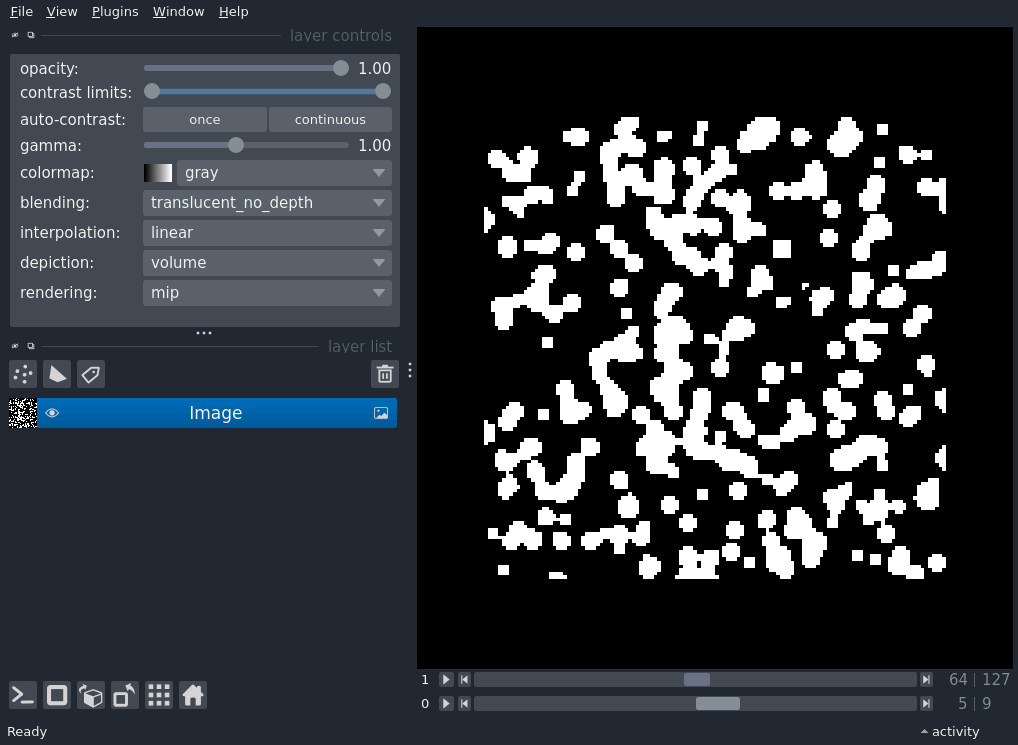 File View Plugins Window Help
layer controls
opacity: 1.00
contrast limits:
auto-contrast: once continuous
gamma: 1.00
colormap: gray
blending: translucent_no_depth
interpolation: linear
depiction: volume
rendering: mip
layer list
Image
1 64 | 127
0 5 | 9
Ready activity